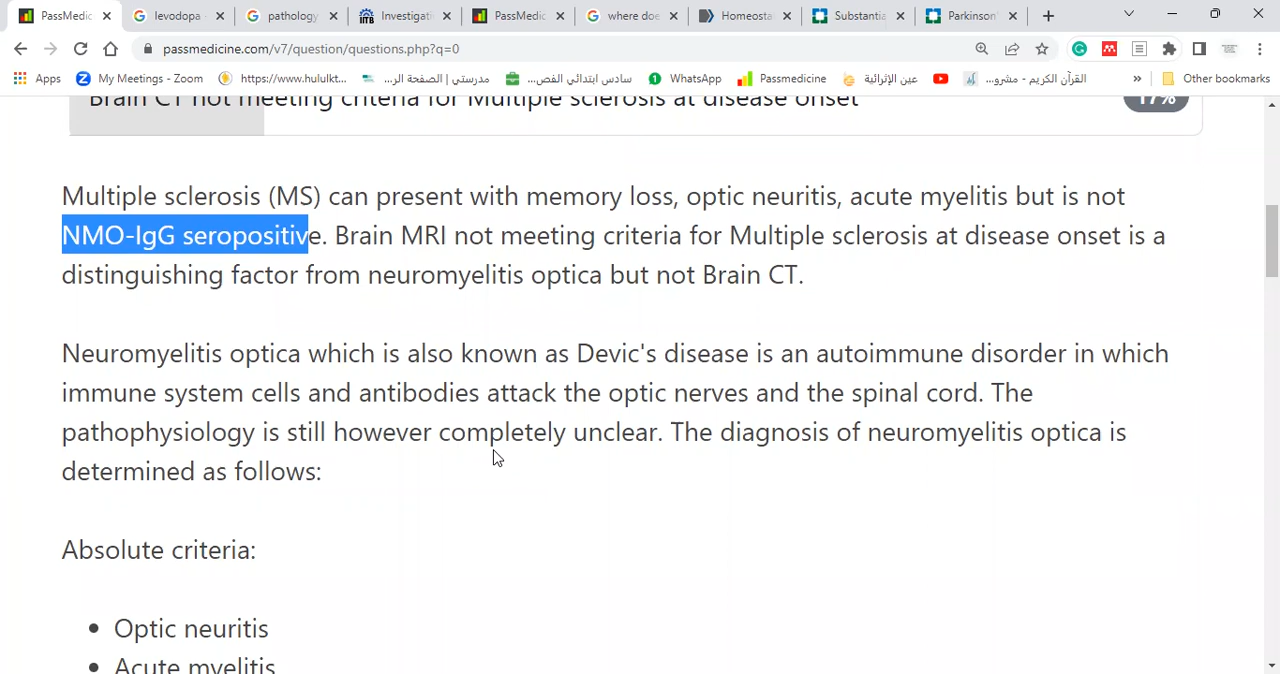 PassMedic
levodopa -
pathology
Investigati
PassMedic
where doe
Homeosta
Substantia
Parkinson'
passmedicine.com/v7/question/questions.php?q=0
Apps
My Meetings - Zoom
https://www.hululkt...
مدرستي | الصفحة الر...
سادس ابتدائي الفص...
WhatsApp
Passmedicine
عين الإثرائية
القرآن الكريم - مشرو...
»
Other bookmarks
Brain CT not meeting criteria for Multiple sclerosis at disease onset
17%
Multiple sclerosis (MS) can present with memory loss, optic neuritis, acute myelitis but is not
NMO-IgG seropositive. Brain MRI not meeting criteria for Multiple sclerosis at disease onset is a
distinguishing factor from neuromyelitis optica but not Brain CT.
Neuromyelitis optica which is also known as Devic's disease is an autoimmune disorder in which
immune system cells and antibodies attack the optic nerves and the spinal cord. The
pathophysiology is still however completely unclear. The diagnosis of neuromyelitis optica is
determined as follows:
Absolute criteria:
• Optic neuritis
• Acute myelitis